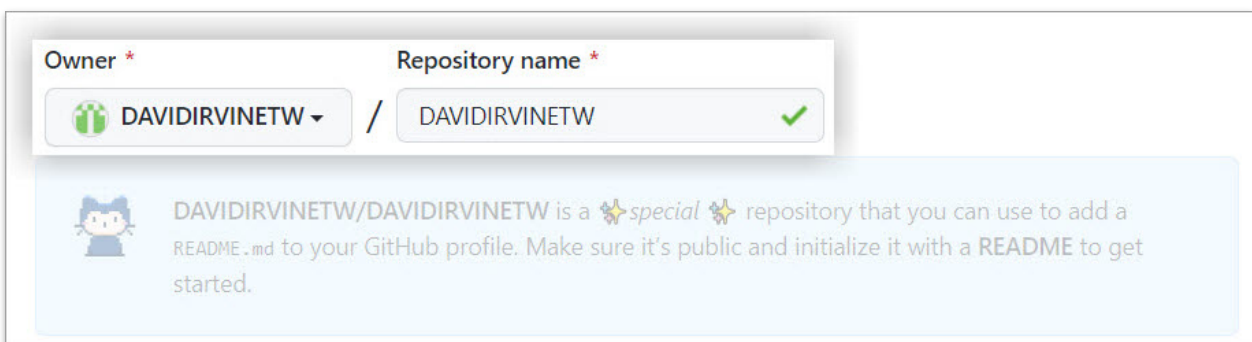 Owner *
Repository name *
DAVIDIRVINETW
/
DAVIDIRVINETW
DAVIDIRVINETW/DAVIDIRVINETW is a ✨special ✨ repository that you can use to add a
README.md to your GitHub profile. Make sure it’s public and initialize it with a README to get
started.